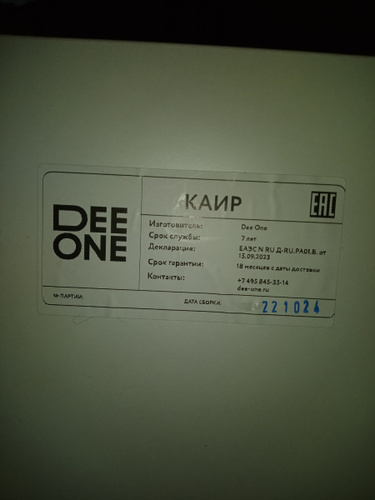 DEE
ONE
КАИР
EAC
Изготовитель: Dee One
Срок службы: 7 лет
Декларация: ЕАЭС N RU Д-RU.РА01.В. от
15.09.2023
Срок гарантии: 18 месяцев с даты доставки
Контакты: +7 495 845-33-14
dee-one.ru
№ ПАРТИИ: ДАТА СБОРКИ: 221024